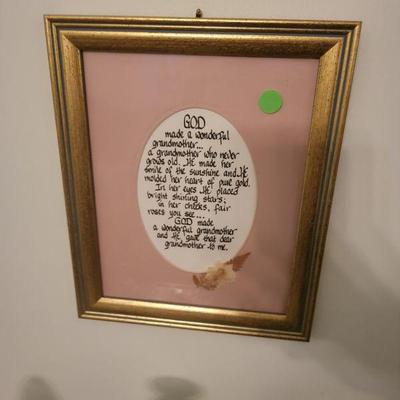 GOD
made a wonderful
grandmother...
a grandmother who never
grows old. He made her
smile of the sunshine and He
molded her heart of pure gold.
In her eyes He placed
bright shining stars;
in her cheeks, fair
roses you see...
GOD made
a wonderful grandmother
and He gave that dear
grandmother to me.